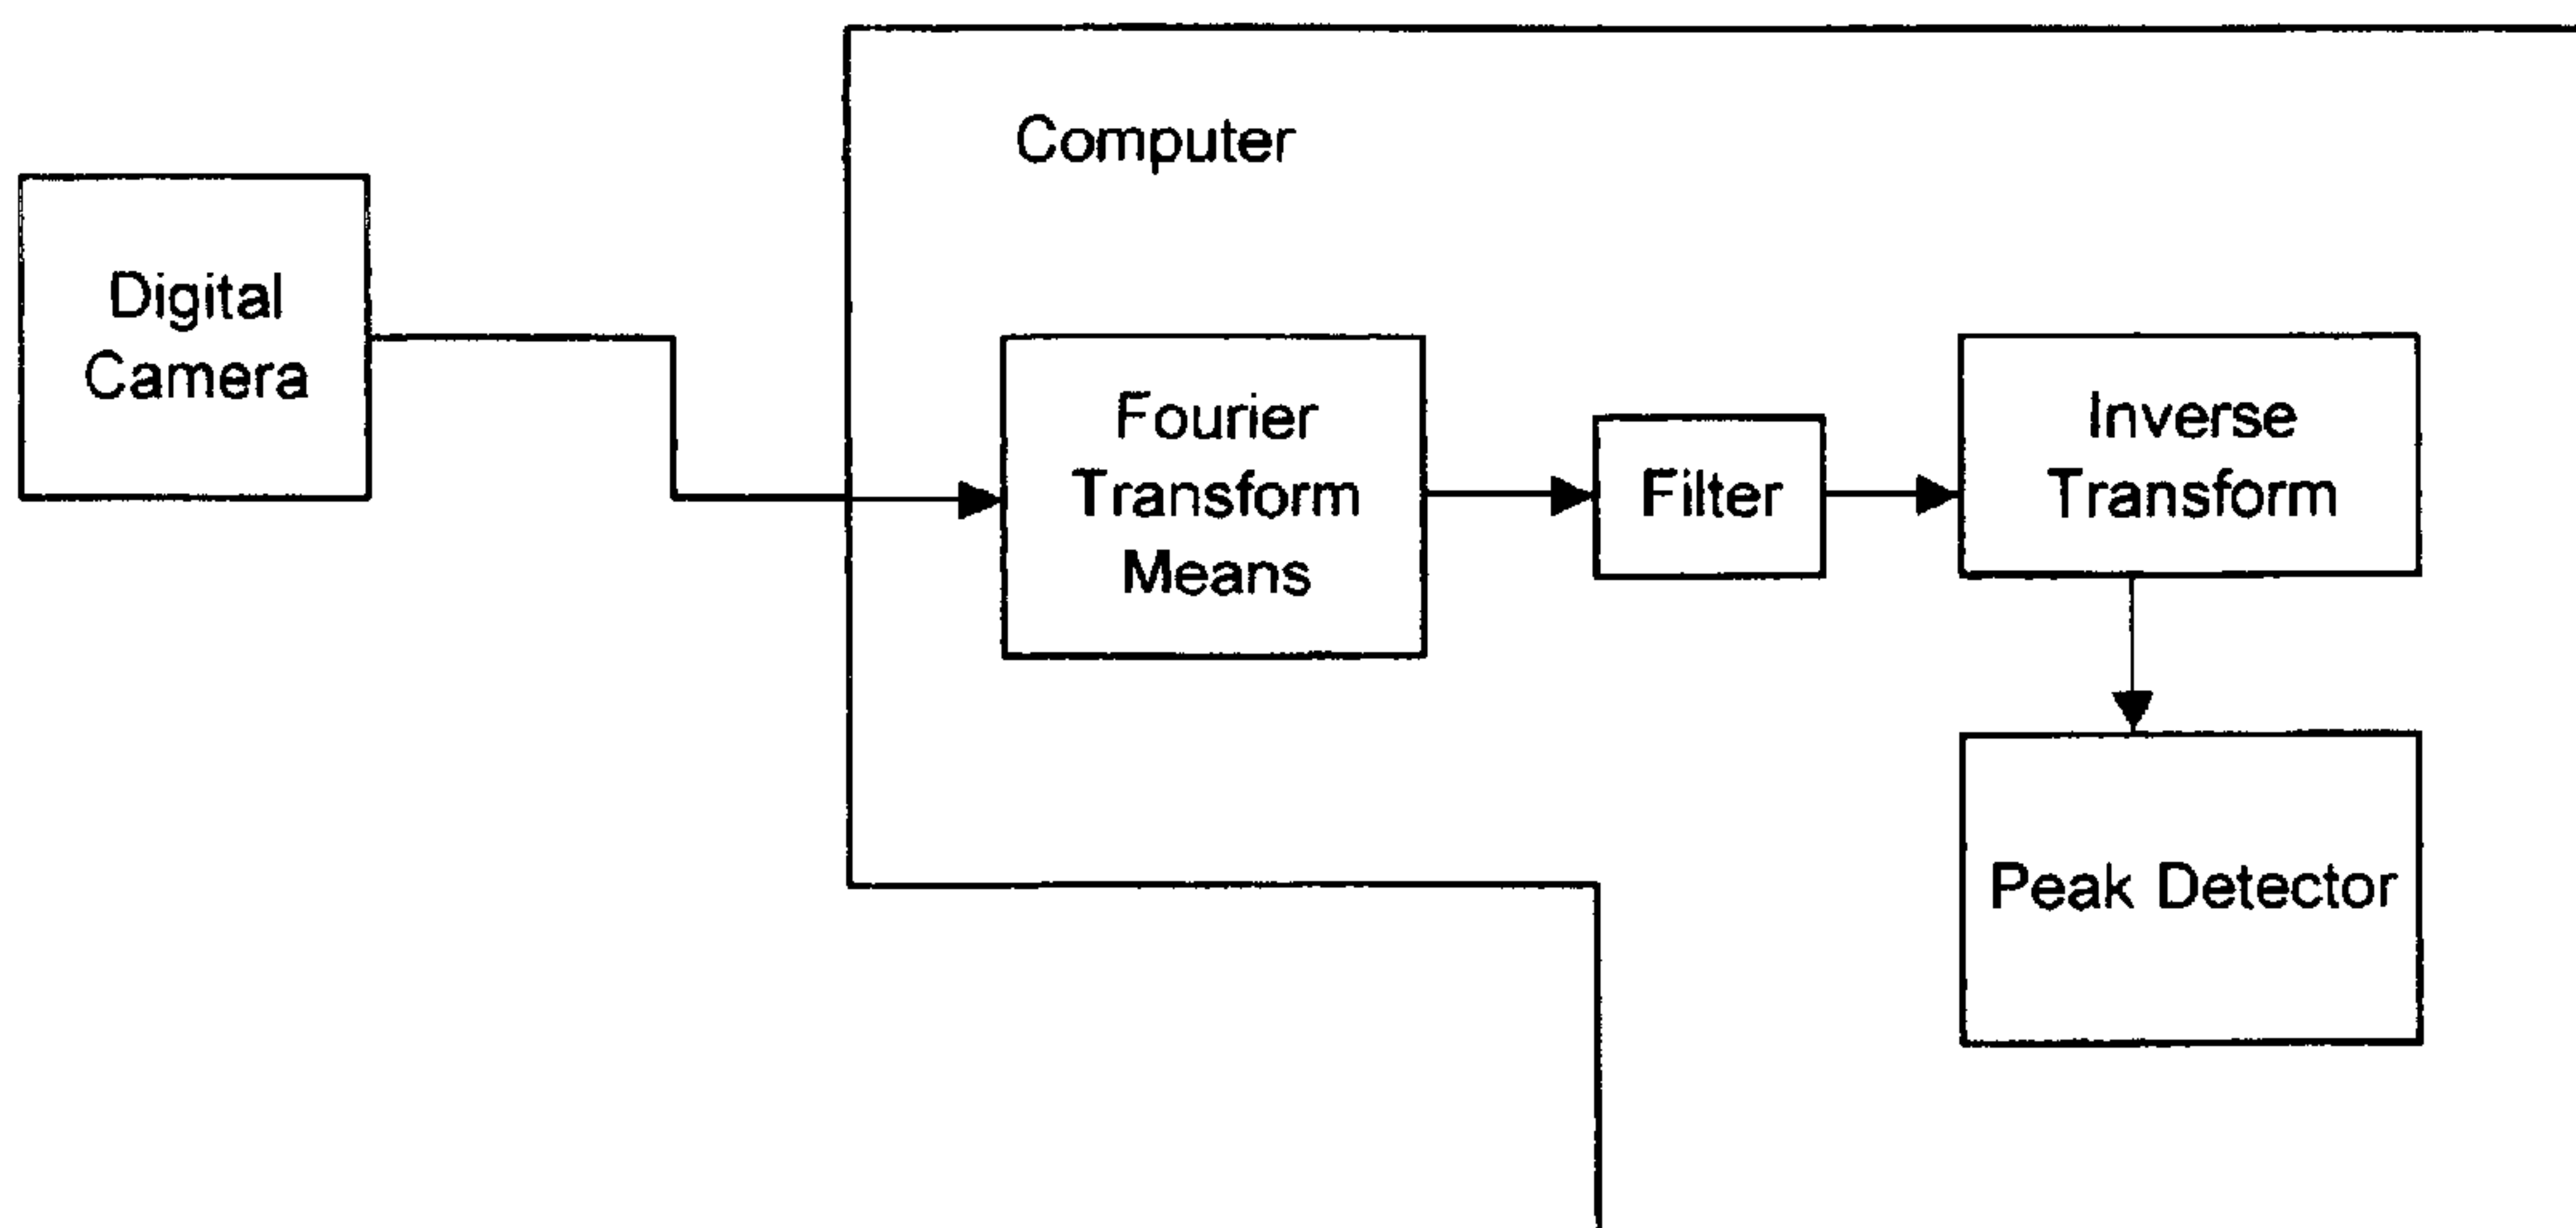 Computer
Digital
Camera
Fourier
Transform
Means
Filter
Inverse
Transform
Peak Detector